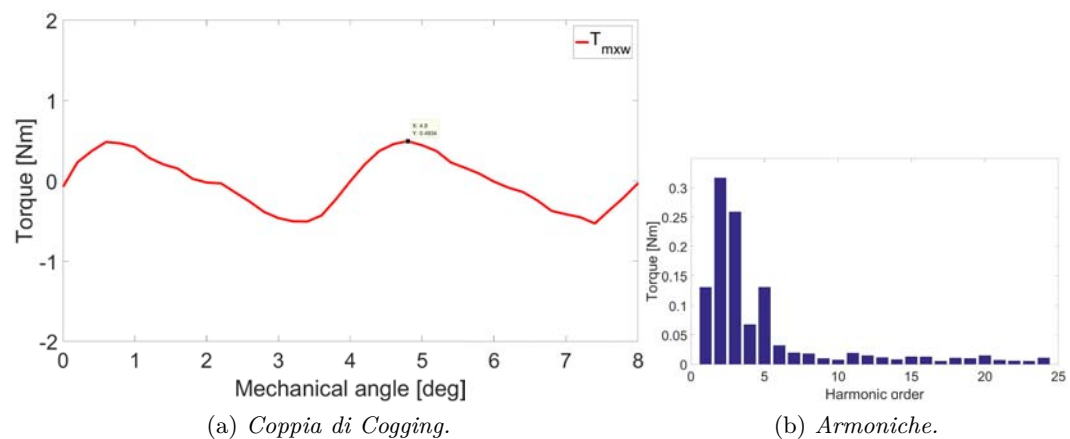 2
1
0
-1
-2
Torque [Nm]
T mxw
X: 4.8
Y: 0.4934
0 1 2 3 4 5 6 7 8
Mechanical angle [deg]
(a) Coppia di Cogging.
0.3
0.25
0.2
0.15
0.1
0.05
0
Torque [Nm]
0 5 10 15 20 25
Harmonic order
(b) Armoniche.